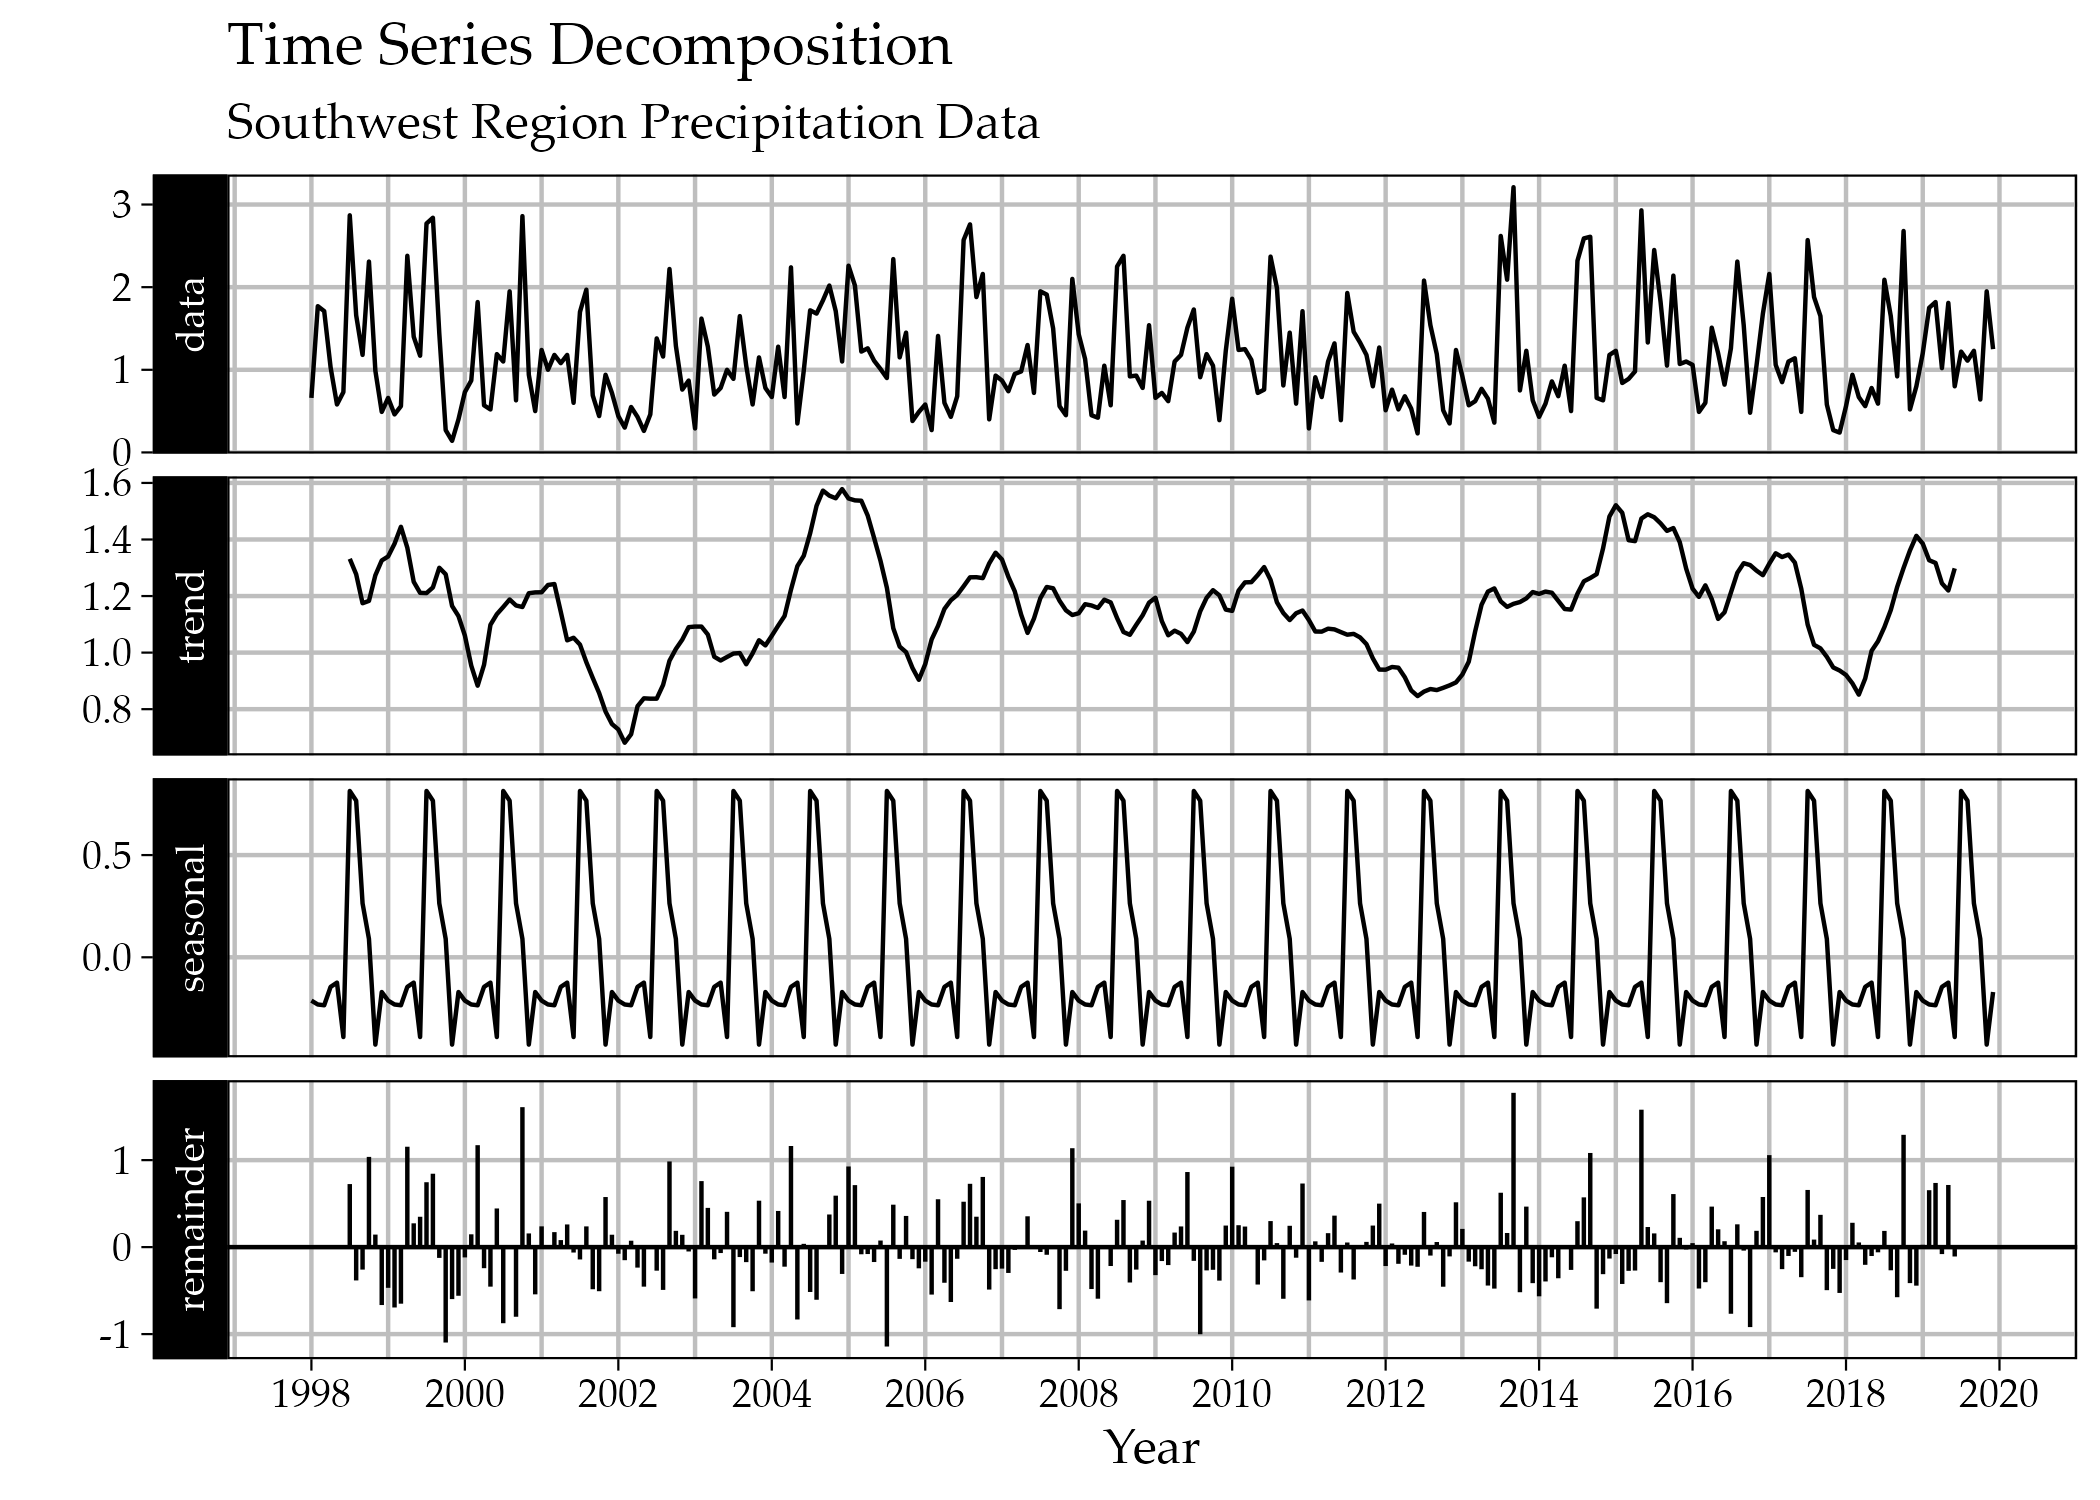 Time Series Decomposition
Southwest Region Precipitation Data
data
3
2
1
0
trend
1.6
1.4
1.2
1.0
0.8
seasonal
0.5
0.0
remainder
1
0
-1
1998 2000 2002 2004 2006 2008 2010 2012 2014 2016 2018 2020
Year